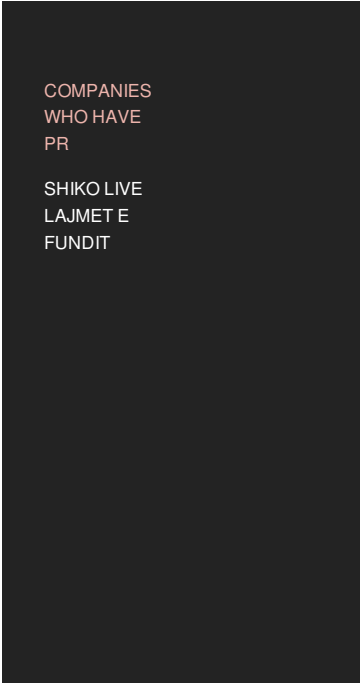 COMPANIES
WHO HAVE
PR
SHIKO LIVE
LAJMET E
FUNDIT